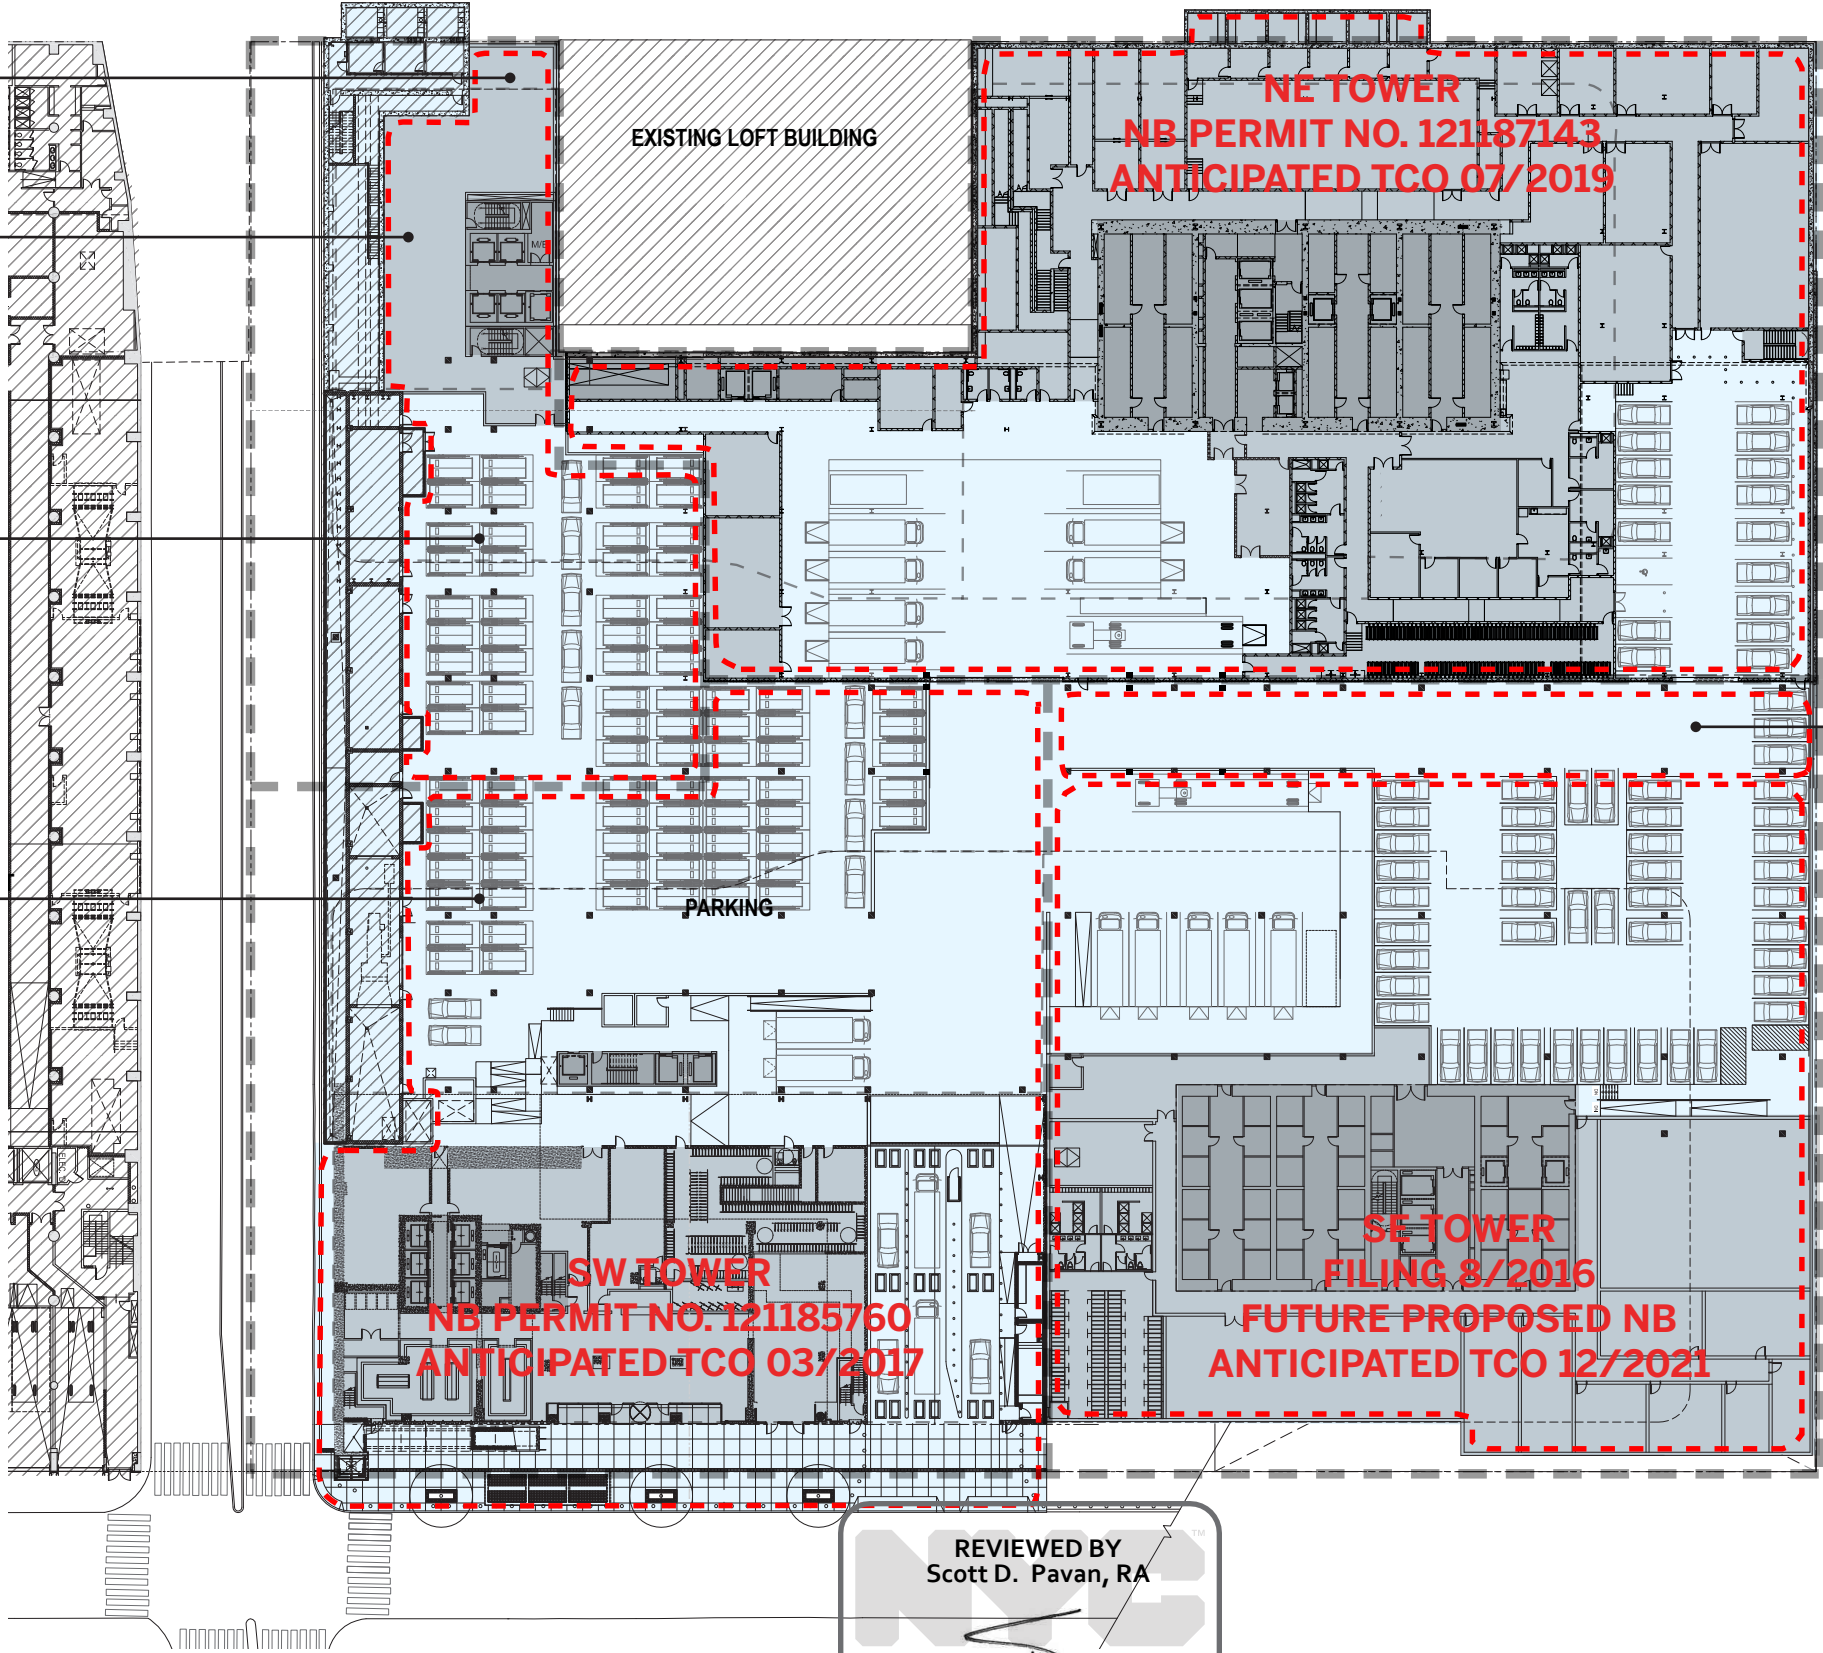 EXISTING LOFT BUILDING
NE TOWER
NB PERMIT NO. 121187143
ANTICIPATED TCO 07/2019
PARKING
SW TOWER
NB PERMIT NO. 121185760
ANTICIPATED TCO 03/2017
SE TOWER
FILING 8/2016
FUTURE PROPOSED NB
ANTICIPATED TCO 12/2021
NYC
TM
REVIEWED BY
Scott D. Pavan, RA